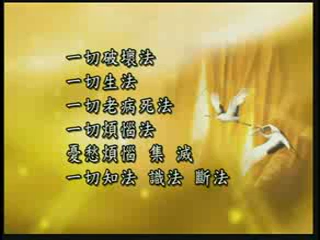 一切破壞法
一切生法
一切老病死法
一切煩惱法
憂愁煩惱 集 滅
一切知法 識法 斷法